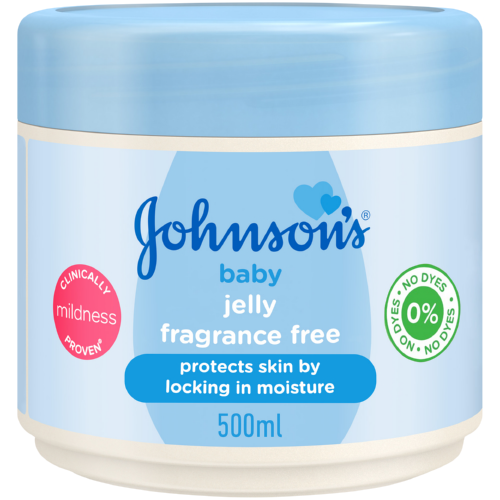 Johnson's®
baby
jelly
fragrance free
protects skin by
locking in moisture
500ml
CLINICALLY
mildness
PROVEN®
NO DYES • NO DYES • NO DYES •
0%